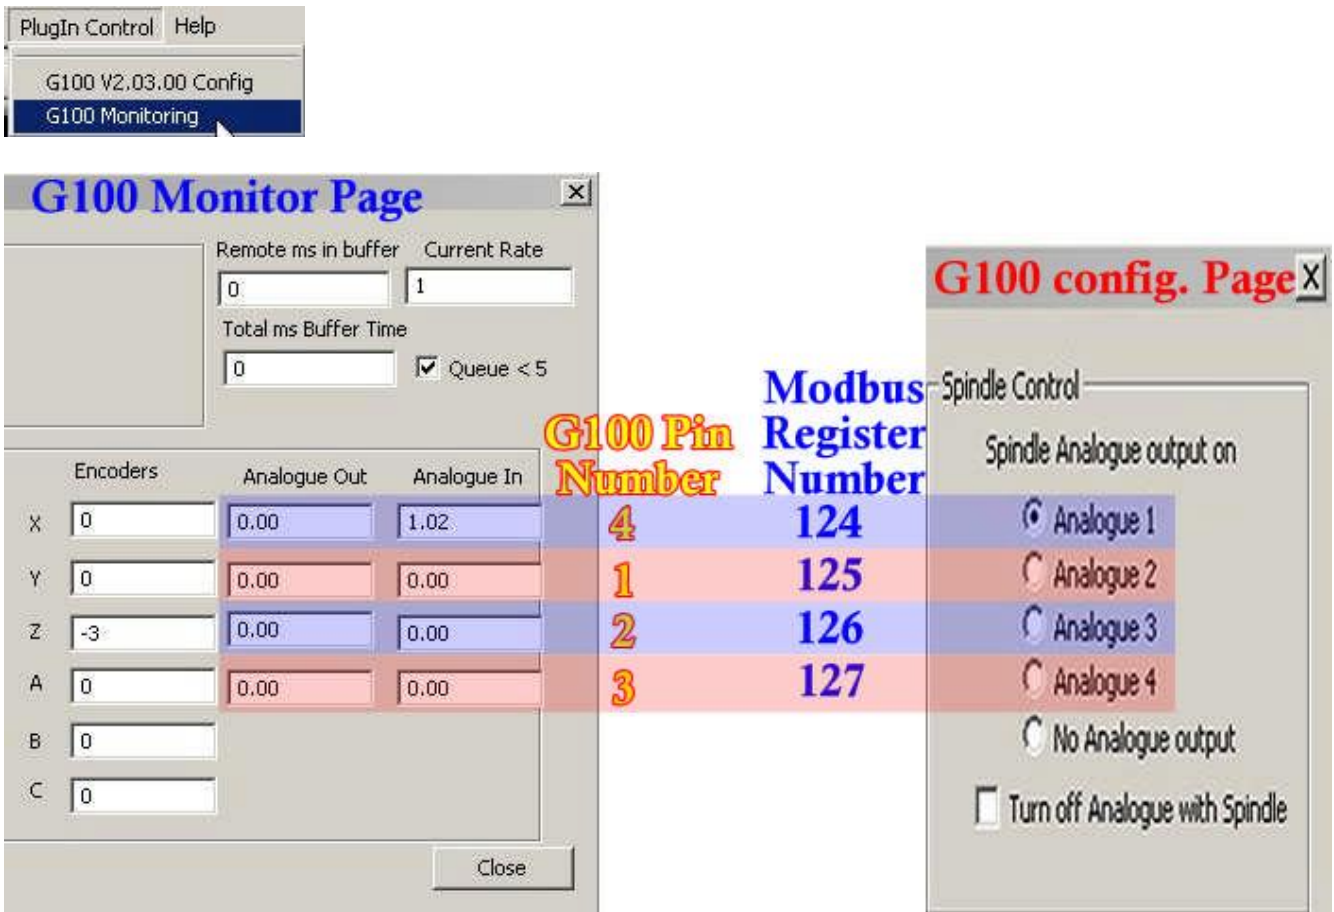 PlugIn Control Help
G100 V2.03.00 Config
G100 Monitoring
G100 Monitor Page
Remote ms in buffer Current Rate
0 1
Total ms Buffer Time
0 Queue < 5
Encoders Analogue Out Analogue In
X 0 0.00 1.02
Y 0 0.00 0.00
Z -3 0.00 0.00
A 0 0.00 0.00
B 0
C 0
Close
G100 Pin
Number
4
1
2
3
Modbus
Register
Number
124
125
126
127
G100 config. Page X
Spindle Control
Spindle Analogue output on
Analogue 1
Analogue 2
Analogue 3
Analogue 4
No Analogue output
Turn off Analogue with Spindle